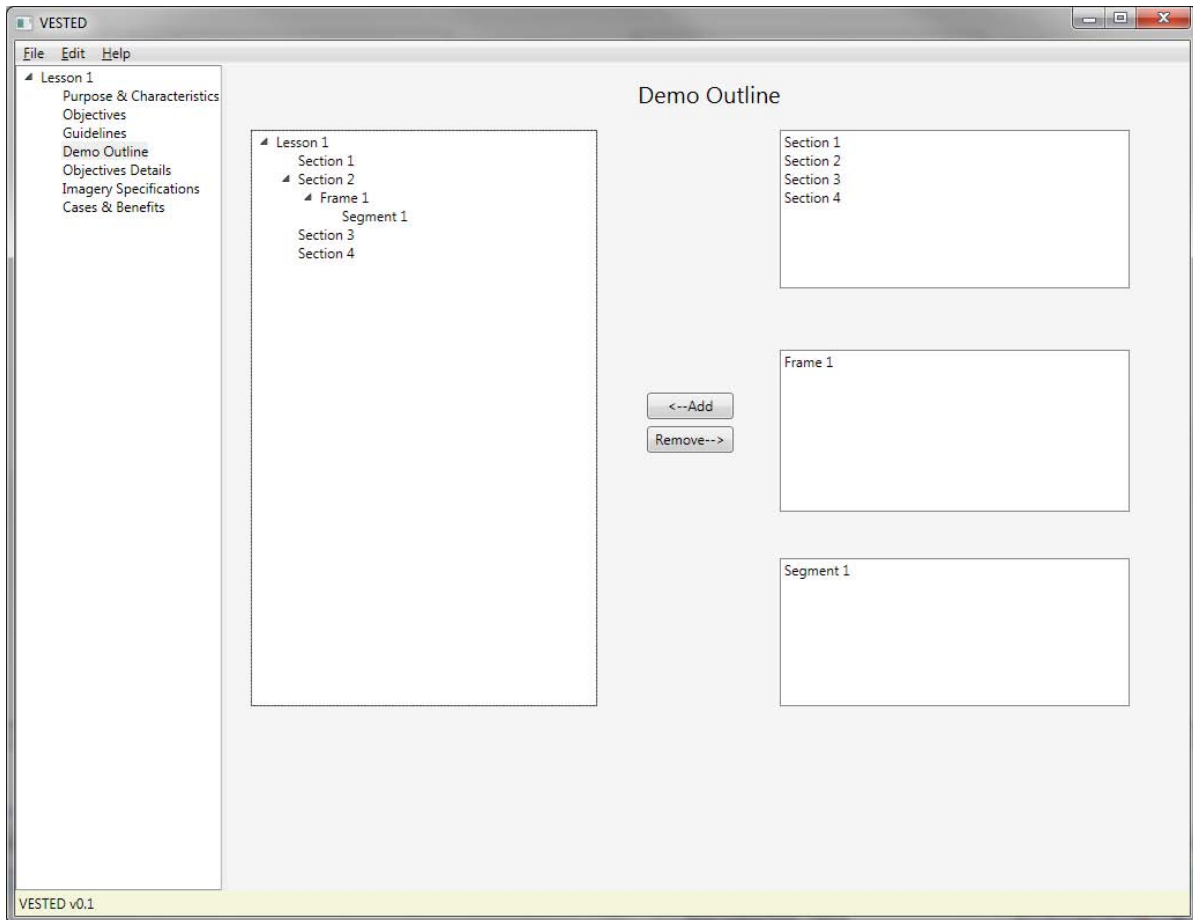 VESTED
File Edit Help
Lesson 1
Purpose & Characteristics
Objectives
Guidelines
Demo Outline
Objectives Details
Imagery Specifications
Cases & Benefits
Demo Outline
Lesson 1
Section 1
Section 2
Frame 1
Segment 1
Section 3
Section 4
<--Add
Remove-->
Section 1
Section 2
Section 3
Section 4
Frame 1
Segment 1
VESTED v0.1